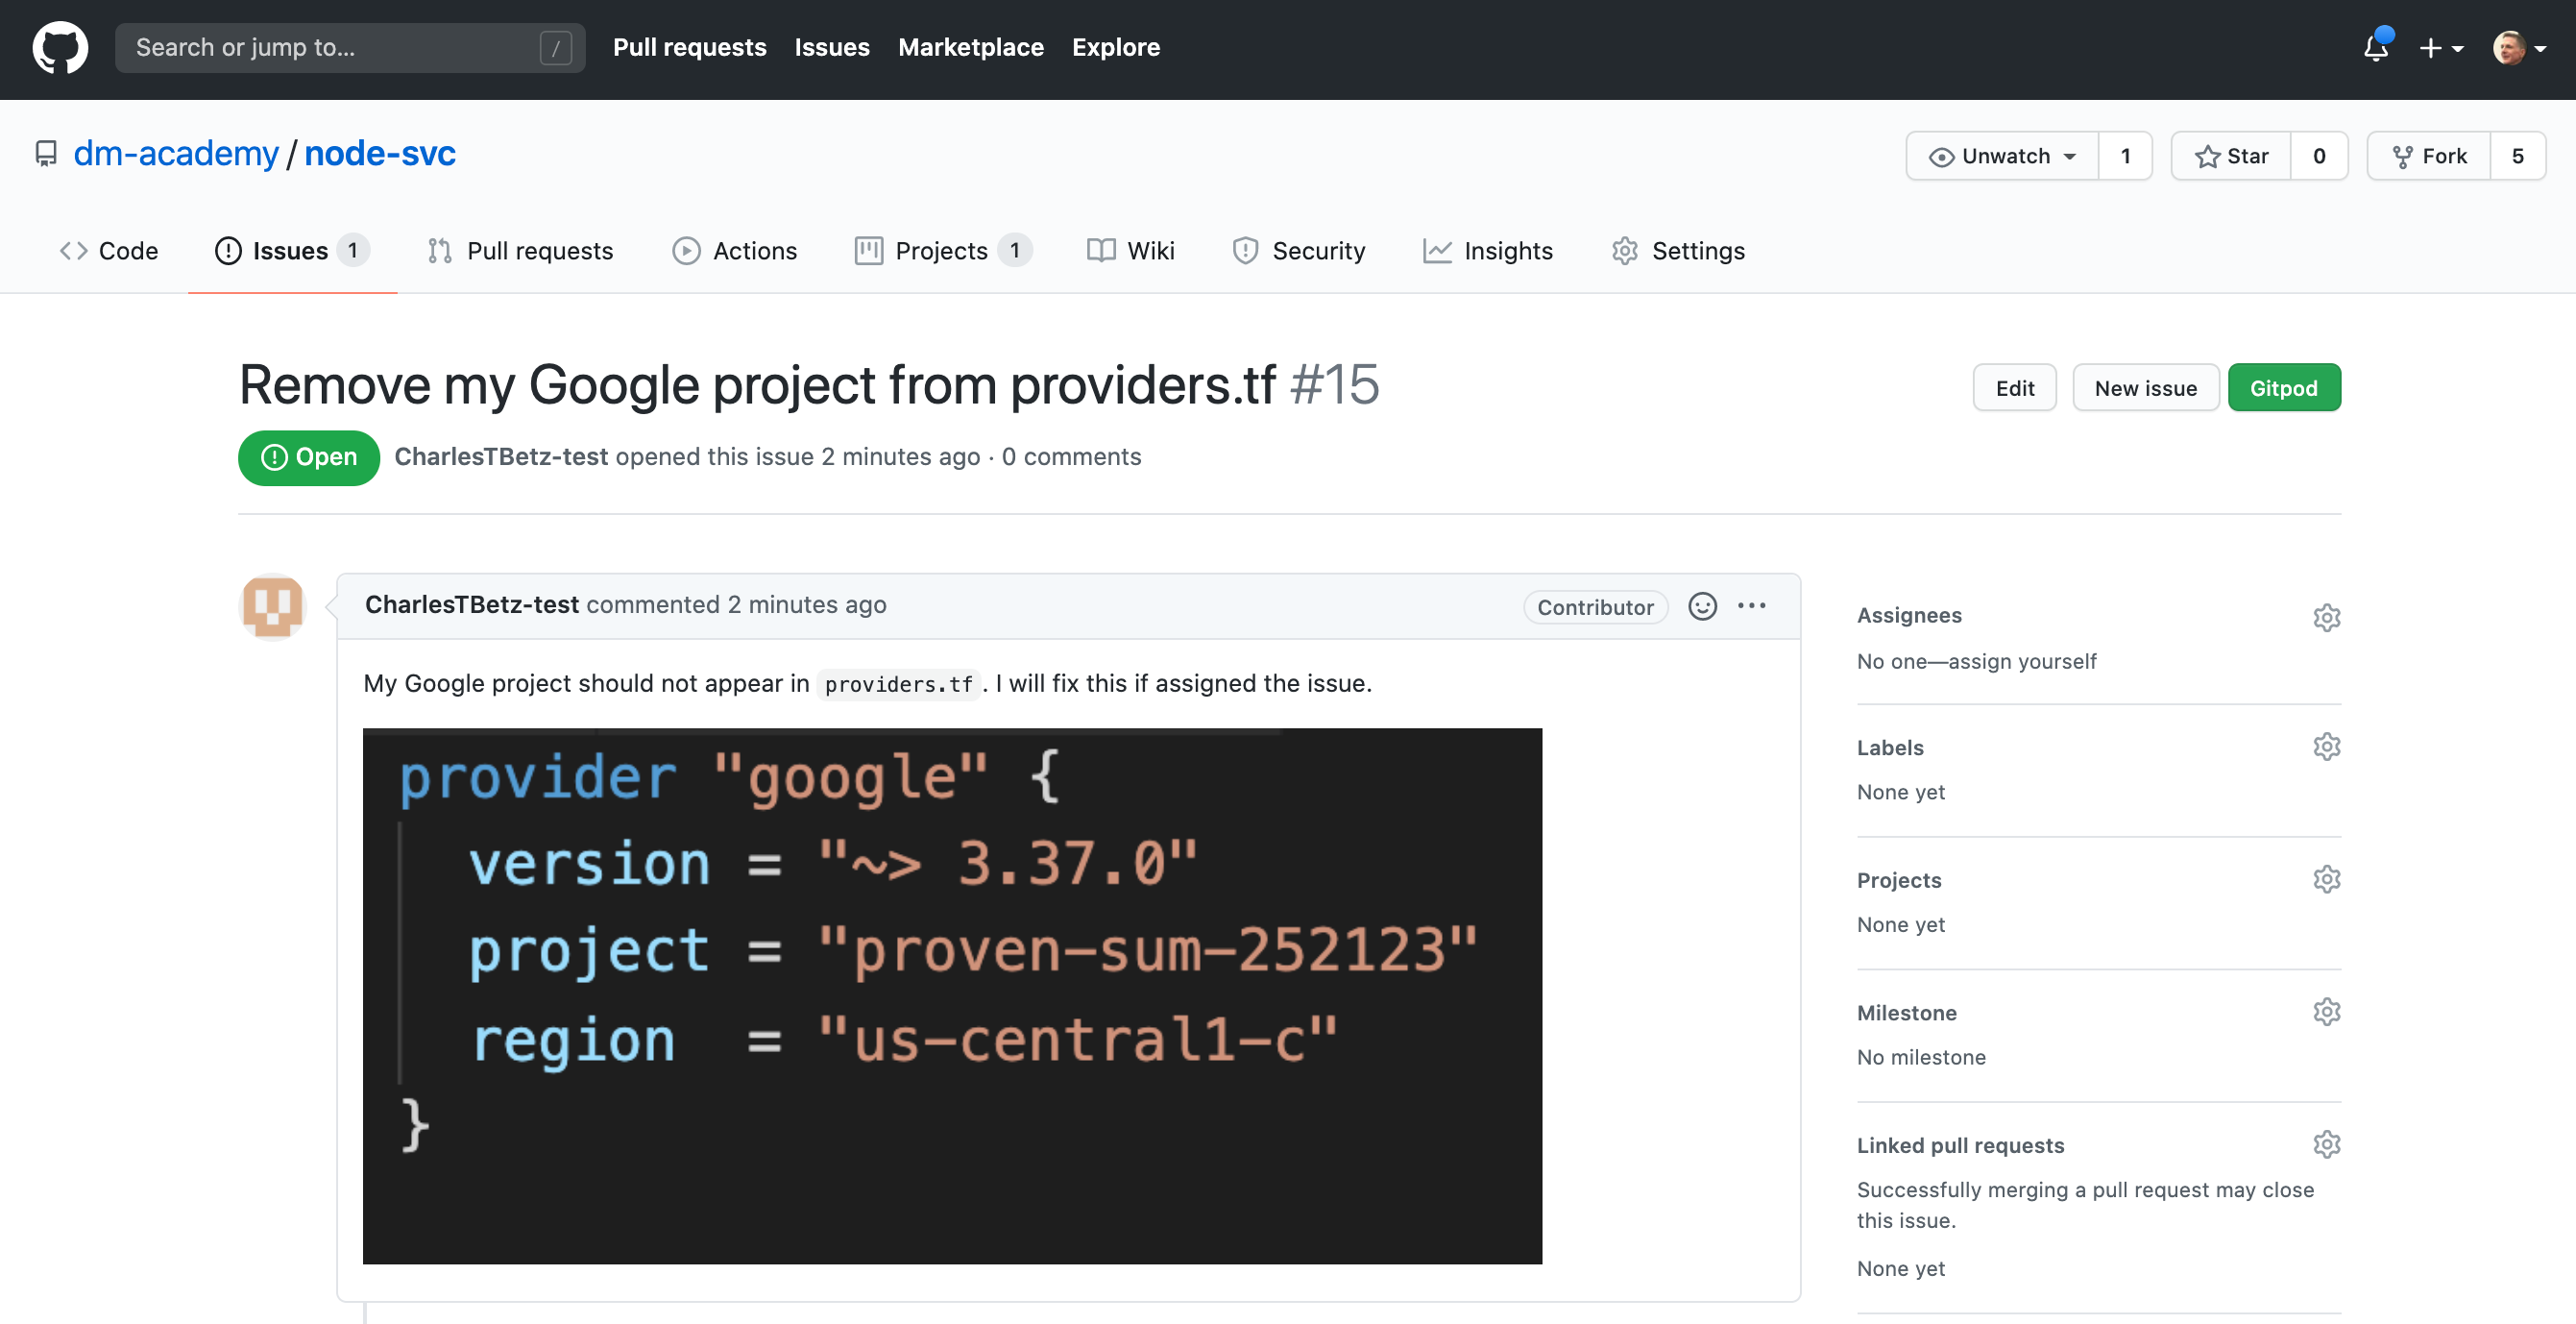 Search or jump to... /
Pull requests Issues Marketplace Explore
dm-academy / node-svc
Unwatch 1 Star 0 Fork 5
Code Issues 1 Pull requests Actions Projects 1 Wiki Security Insights Settings
Remove my Google project from providers.tf #15
Edit New issue Gitpod
Open CharlesTBetz-test opened this issue 2 minutes ago · 0 comments
CharlesTBetz-test commented 2 minutes ago
Contributor
My Google project should not appear in providers.tf. I will fix this if assigned the issue.
provider "google" {
version = "~> 3.37.0"
project = "proven-sum-252123"
region = "us-central1-c"
}
Assignees
No one—assign yourself
Labels
None yet
Projects
None yet
Milestone
No milestone
Linked pull requests
Successfully merging a pull request may close
this issue.
None yet